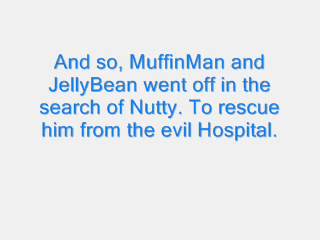 And so, MuffinMan and
JellyBean went off in the
search of Nutty. To rescue
him from the evil Hospital.